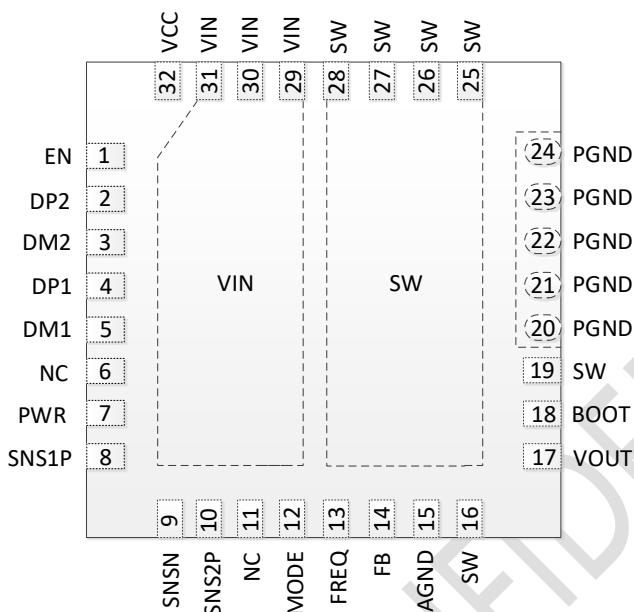 VCC VIN VIN VIN SW SW SW SW
32 31 30 29 28 27 26 25
EN 1
DP2 2
DM2 3
DP1 4
DM1 5
NC 6
PWR 7
SNS1P 8
VIN
SW
24 PGND
23 PGND
22 PGND
21 PGND
20 PGND
19 SW
18 BOOT
17 VOUT
9 10 11 12 13 14 15 16
SNSN SNS2P NC MODE FREQ FB AGND SW